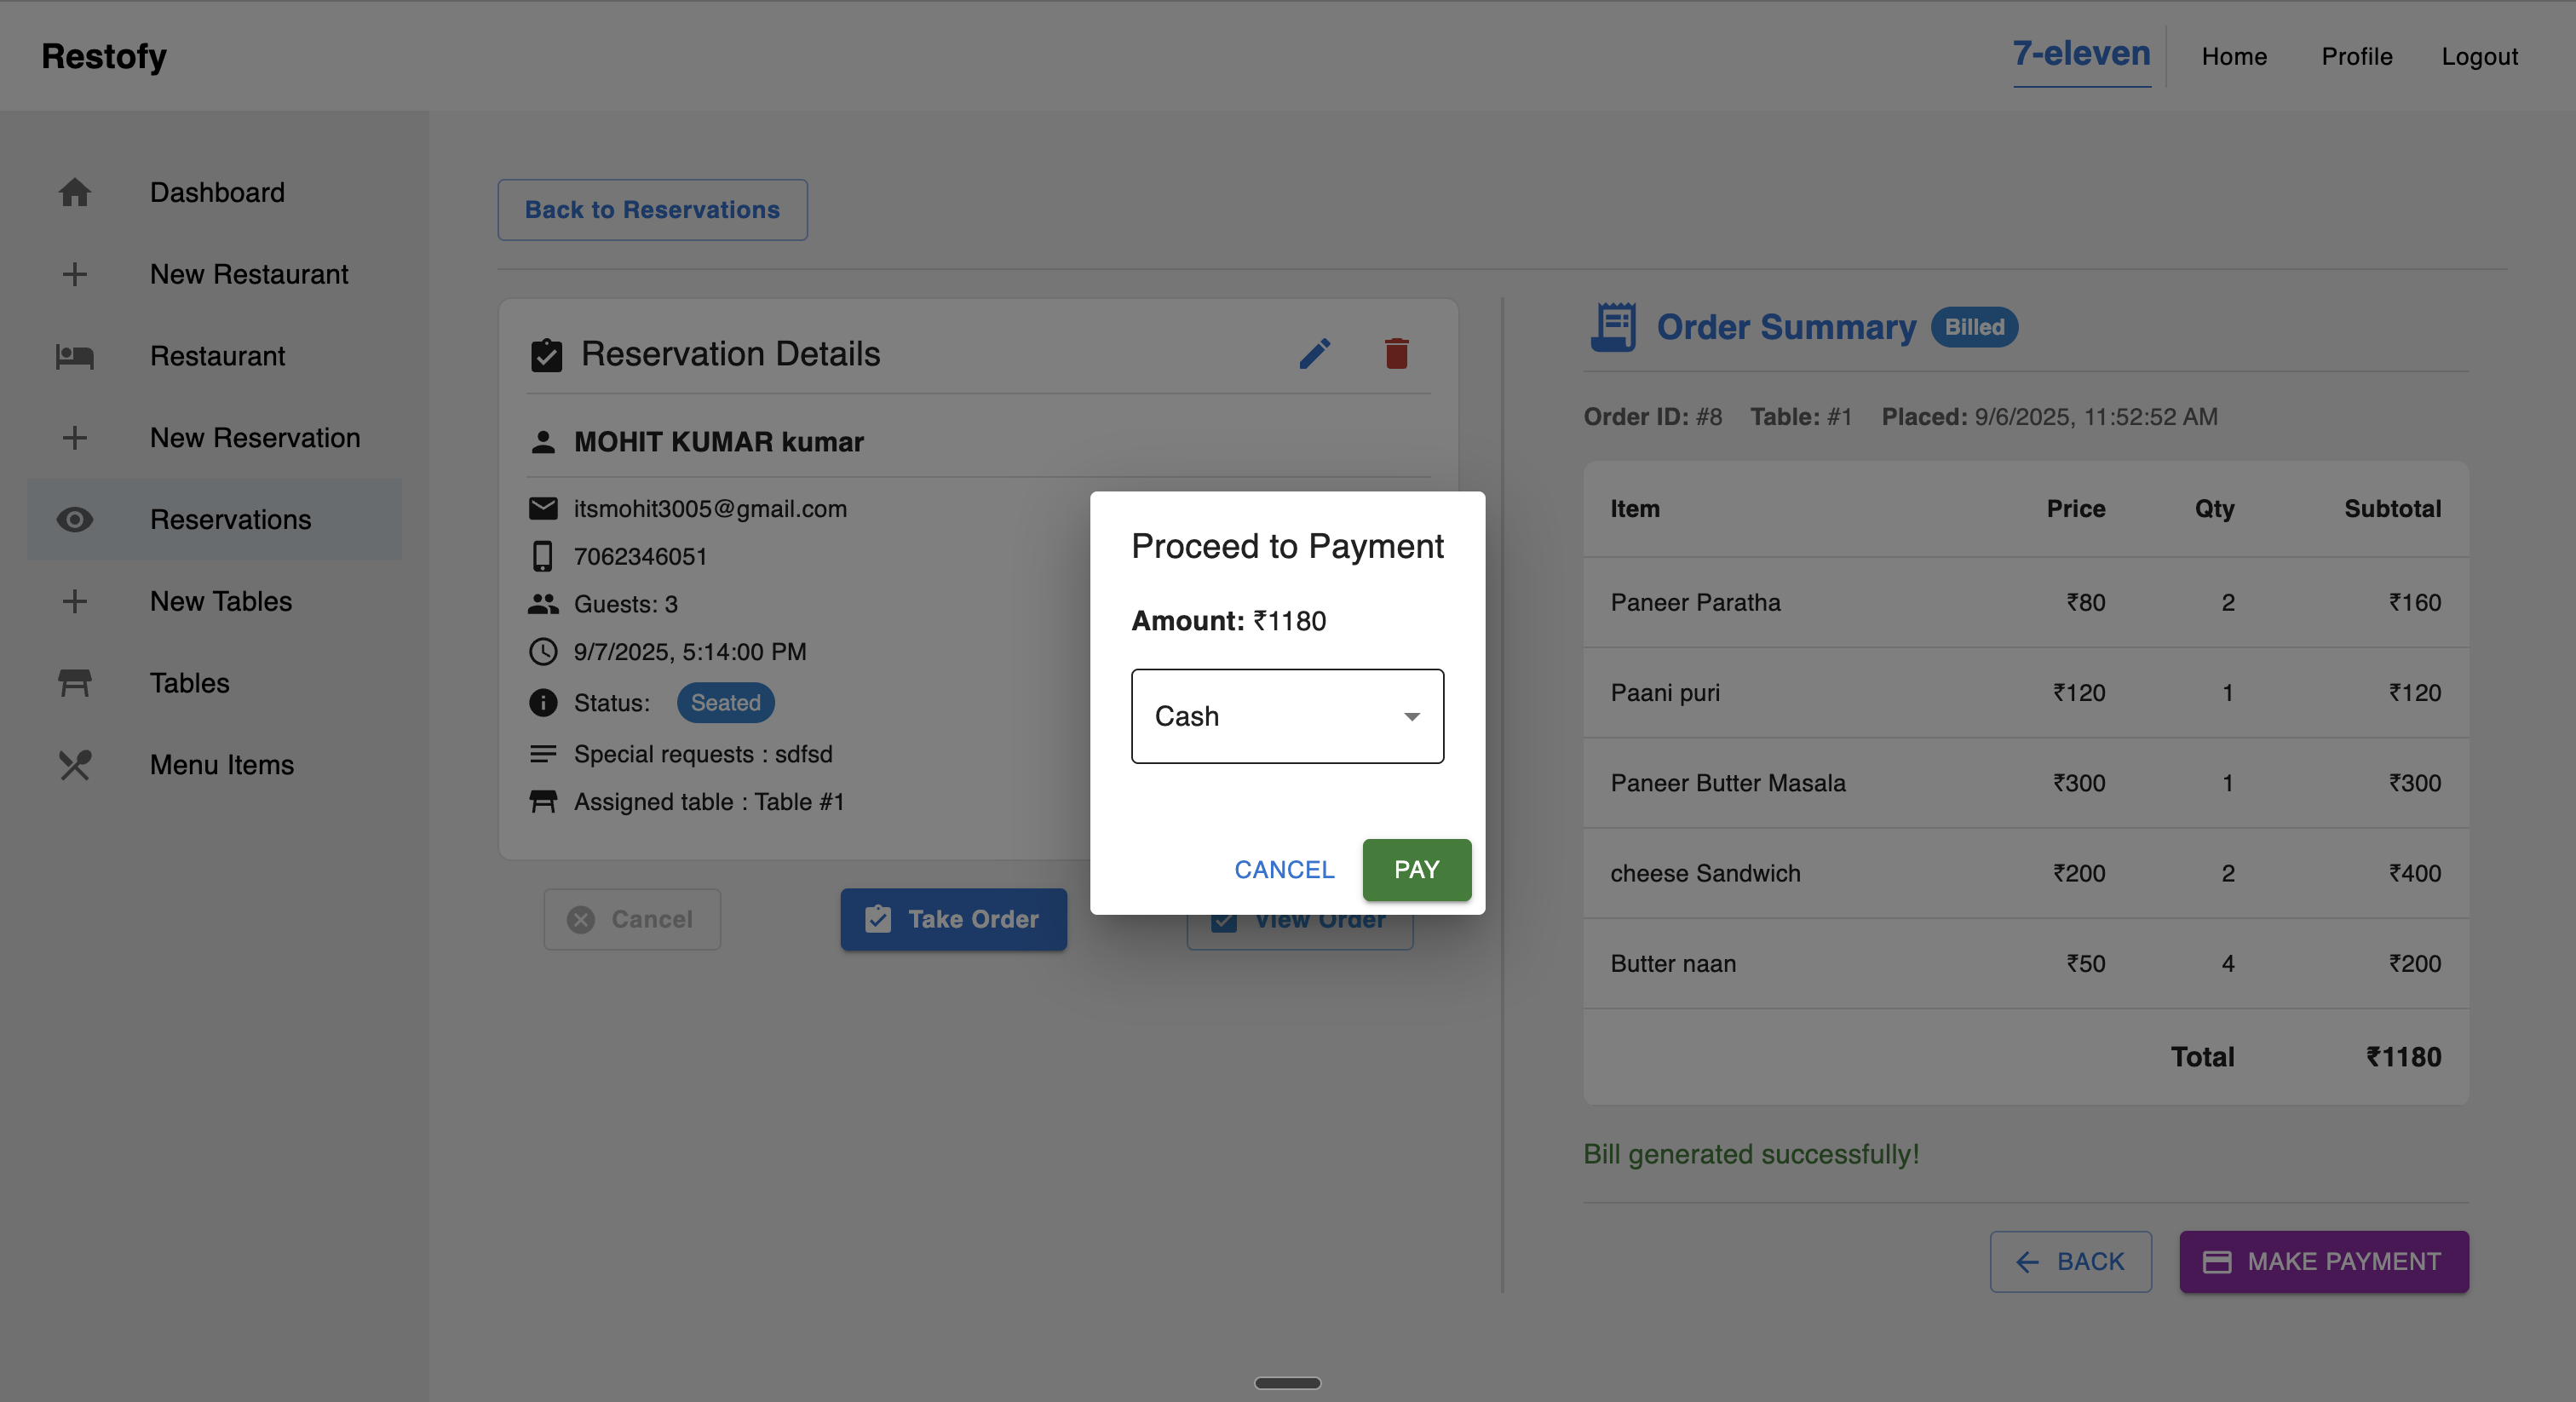 Restofy
7-eleven
Home
Profile
Logout
Dashboard
New Restaurant
Restaurant
New Reservation
Reservations
New Tables
Tables
Menu Items
Back to Reservations
Reservation Details
MOHIT KUMAR kumar
itsmohit3005@gmail.com
7062346051
Guests: 3
9/7/2025, 5:14:00 PM
Status: Seated
Special requests : sdfsd
Assigned table : Table #1
Cancel
Take Order
View Order
Proceed to Payment
Amount: ₹1180
Cash
CANCEL
PAY
Order Summary Billed
Order ID: #8 Table: #1 Placed: 9/6/2025, 11:52:52 AM
Item Price Qty Subtotal
Paneer Paratha ₹80 2 ₹160
Paani puri ₹120 1 ₹120
Paneer Butter Masala ₹300 1 ₹300
cheese Sandwich ₹200 2 ₹400
Butter naan ₹50 4 ₹200
Total ₹1180
Bill generated successfully!
BACK
MAKE PAYMENT